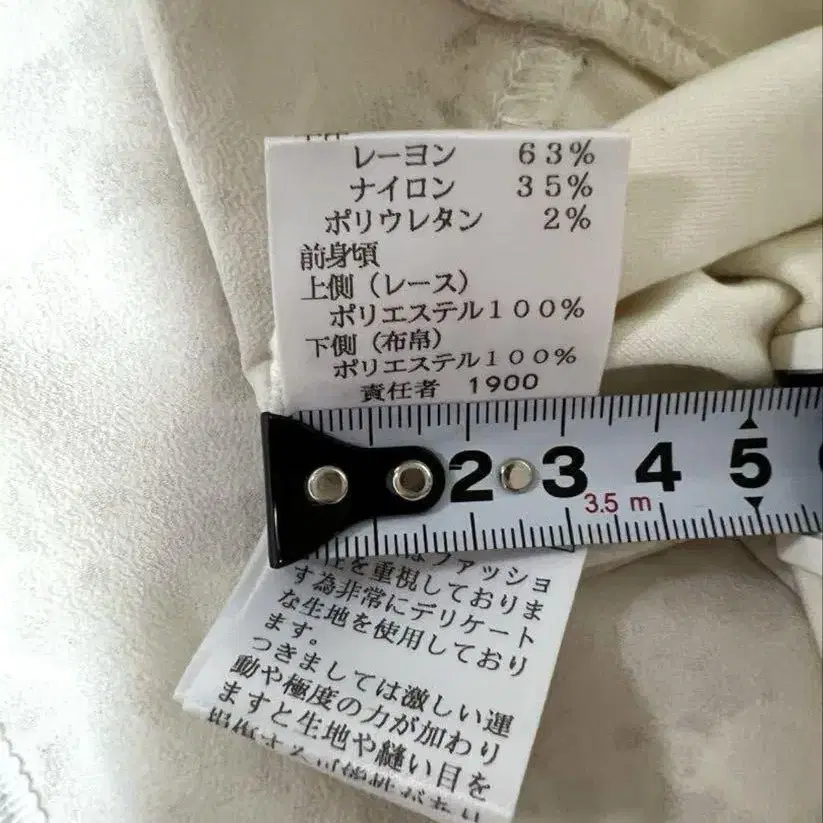 レーヨン 63%
ナイロン 35%
ポリウレタン 2%
前身頃
上側（レース）
ポリエステル100%
下側（布帛）
ポリエステル100%
責任者 1900
2 3 4 5
3.5 m
はファッショ
を重視しておりま
す為非常にデリケート
な生地を使用しており
ます。
つきましては激しい運
動や極度の力が加わり
ますと生地や縫い目を